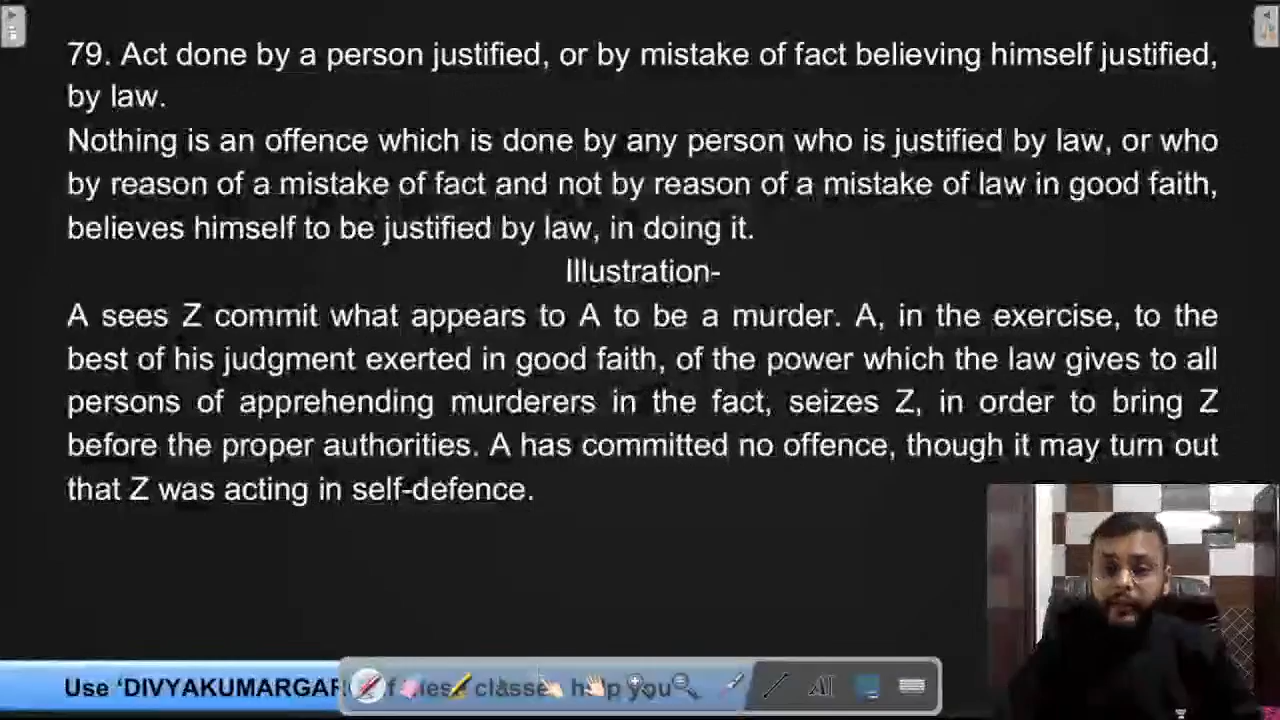 79. Act done by a person justified, or by mistake of fact believing himself justified,
by law.
Nothing is an offence which is done by any person who is justified by law, or who
by reason of a mistake of fact and not by reason of a mistake of law in good faith,
believes himself to be justified by law, in doing it.
Illustration-
A sees Z commit what appears to A to be a murder. A, in the exercise, to the
best of his judgment exerted in good faith, of the power which the law gives to all
persons of apprehending murderers in the fact, seizes Z, in order to bring Z
before the proper authorities. A has committed no offence, though it may turn out
that Z was acting in self-defence.
Use ‘DIVYAKUMARGAR if these classes help you